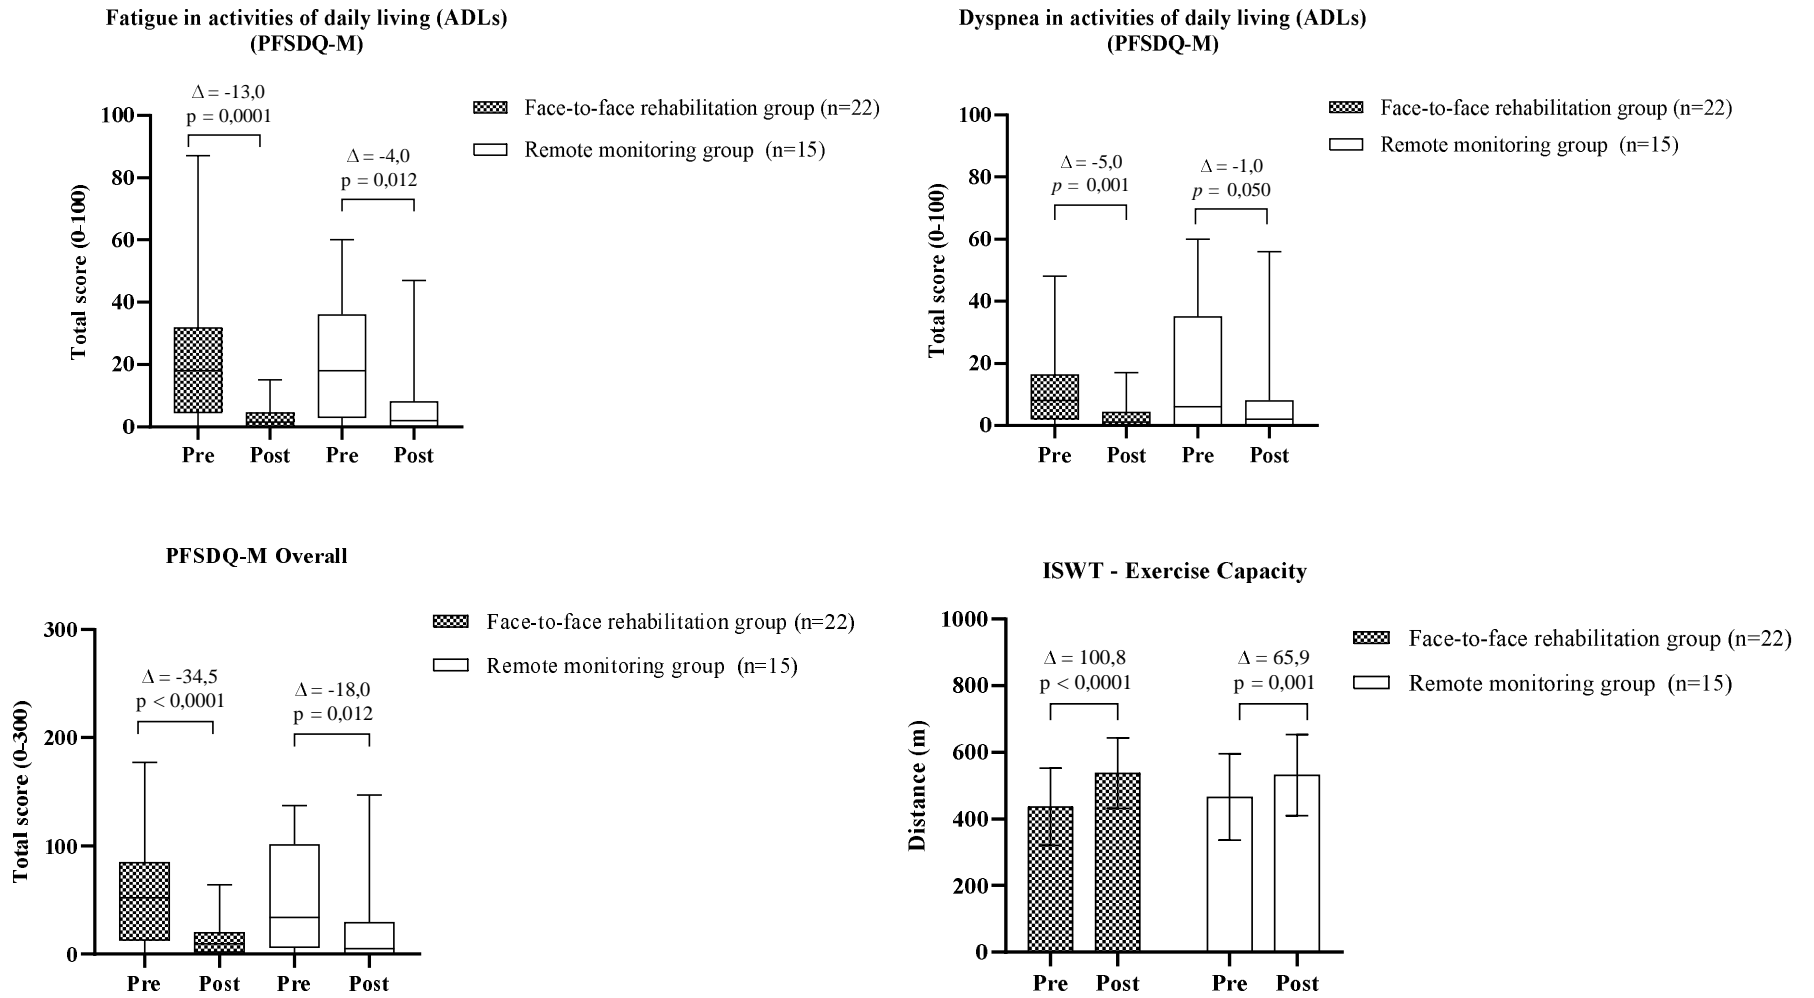 Fatigue in activities of daily living (ADLs)
(PFSDQ-M)
Δ = -13,0
p = 0,0001
Δ = -4,0
p = 0,012
Face-to-face rehabilitation group (n=22)
Remote monitoring group (n=15)
Total score (0-100)
100
80
60
40
20
0
Pre
Post
Pre
Post
Dyspnea in activities of daily living (ADLs)
(PFSDQ-M)
Δ = -5,0
p = 0,001
Δ = -1,0
p = 0,050
Face-to-face rehabilitation group (n=22)
Remote monitoring group (n=15)
Total score (0-100)
100
80
60
40
20
0
Pre
Post
Pre
Post
PFSDQ-M Overall
Δ = -34,5
p < 0,0001
Δ = -18,0
p = 0,012
Face-to-face rehabilitation group (n=22)
Remote monitoring group (n=15)
Total score (0-300)
300
200
100
0
Pre
Post
Pre
Post
ISWT - Exercise Capacity
Δ = 100,8
p < 0,0001
Δ = 65,9
p = 0,001
Face-to-face rehabilitation group (n=22)
Remote monitoring group (n=15)
Distance (m)
1000
800
600
400
200
0
Pre
Post
Pre
Post